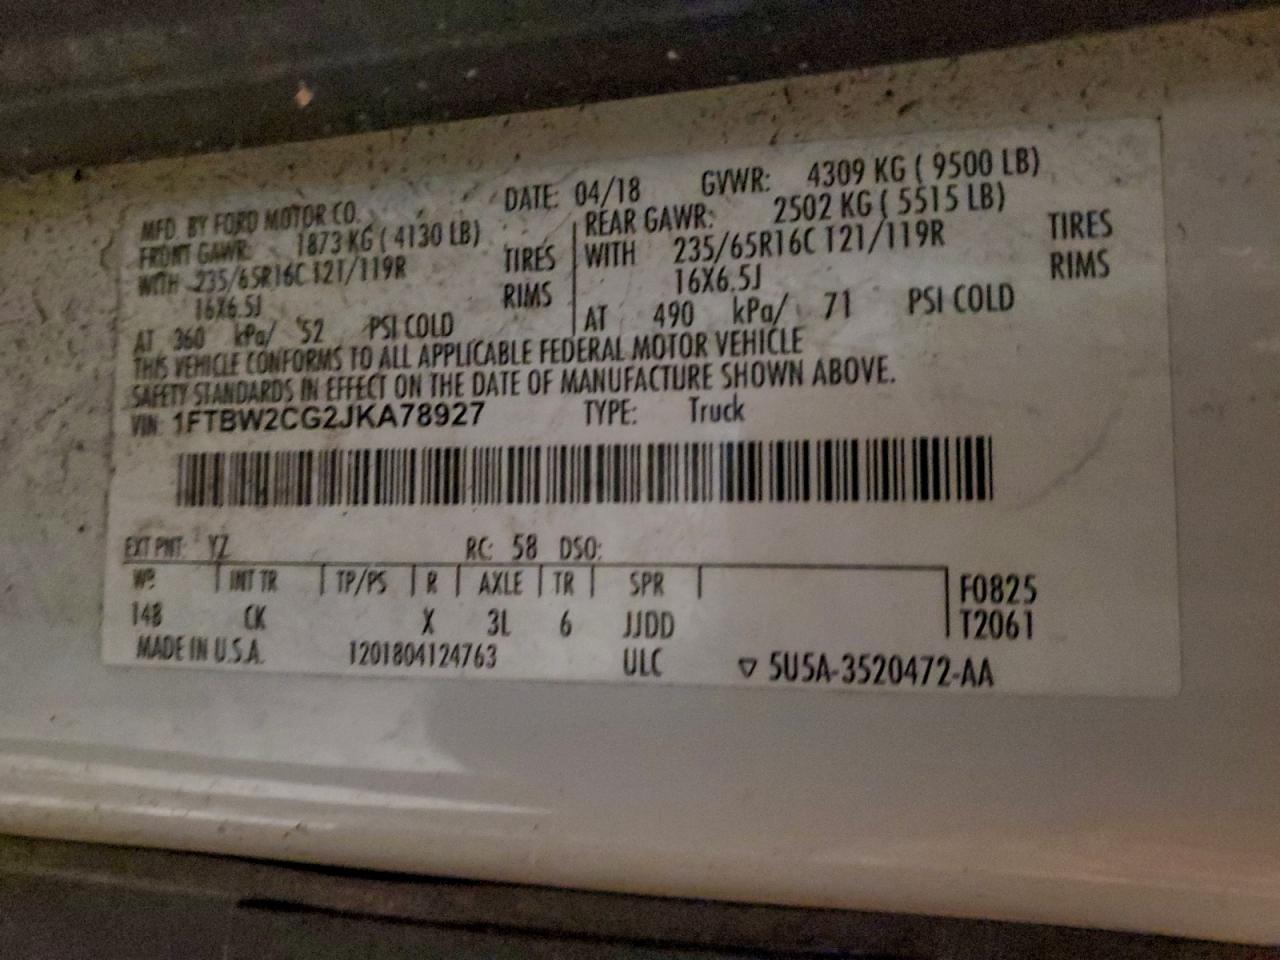 MFD. BY FORD MOTOR CO. DATE: 04/18 GVWR: 4309 KG ( 9500 LB)
FRONT GAWR: 1873 KG ( 4130 LB) REAR GAWR: 2502 KG ( 5515 LB)
WITH 235/65R16C 121/119R TIRES WITH 235/65R16C 121/119R TIRES
16X6.5J RIMS 16X6.5J RIMS
AT 360 kPa/ 52 PSI COLD AT 490 kPa/ 71 PSI COLD
THIS VEHICLE CONFORMS TO ALL APPLICABLE FEDERAL MOTOR VEHICLE
SAFETY STANDARDS IN EFFECT ON THE DATE OF MANUFACTURE SHOWN ABOVE.
VIN: 1FTBW2CG2JKA78927 TYPE: Truck
EXT PNT: YZ RC: 58 DSO:
WB INT TR TP/PS R AXLE TR SPR F0825
148 CK X 3L 6 JJDD T2061
MADE IN U.S.A. 1201804124763 ULC ▽ 5U5A-3520472-AA